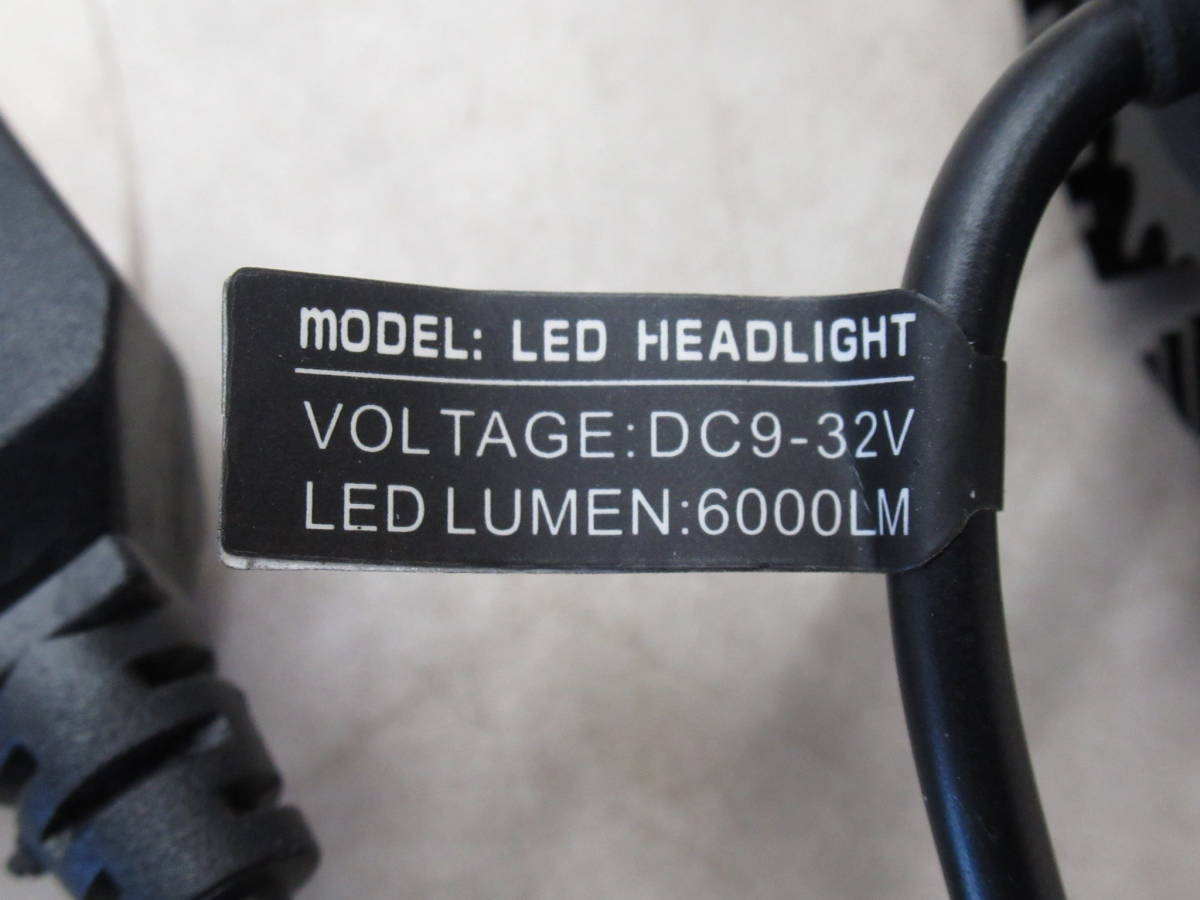 MODEL: LED HEADLIGHT
VOLTAGE:DC9-32V
LED LUMEN:6000LM